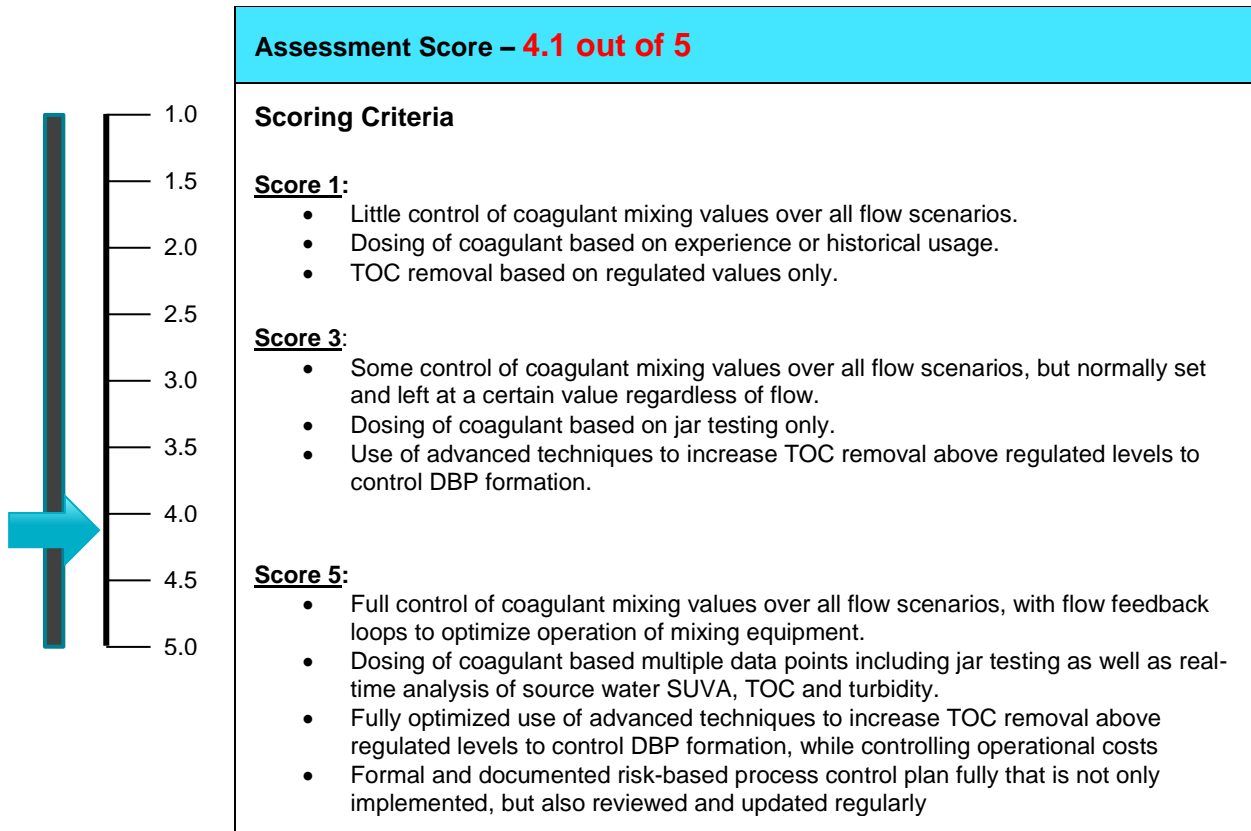 Assessment Score – 4.1 out of 5
1.0
1.5
2.0
2.5
3.0
3.5
4.0
4.5
5.0
Scoring Criteria
Score 1:
• Little control of coagulant mixing values over all flow scenarios.
• Dosing of coagulant based on experience or historical usage.
• TOC removal based on regulated values only.
Score 3:
• Some control of coagulant mixing values over all flow scenarios, but normally set
and left at a certain value regardless of flow.
• Dosing of coagulant based on jar testing only.
• Use of advanced techniques to increase TOC removal above regulated levels to
control DBP formation.
Score 5:
• Full control of coagulant mixing values over all flow scenarios, with flow feedback
loops to optimize operation of mixing equipment.
• Dosing of coagulant based multiple data points including jar testing as well as real-
time analysis of source water SUVA, TOC and turbidity.
• Fully optimized use of advanced techniques to increase TOC removal above
regulated levels to control DBP formation, while controlling operational costs
• Formal and documented risk-based process control plan fully that is not only
implemented, but also reviewed and updated regularly